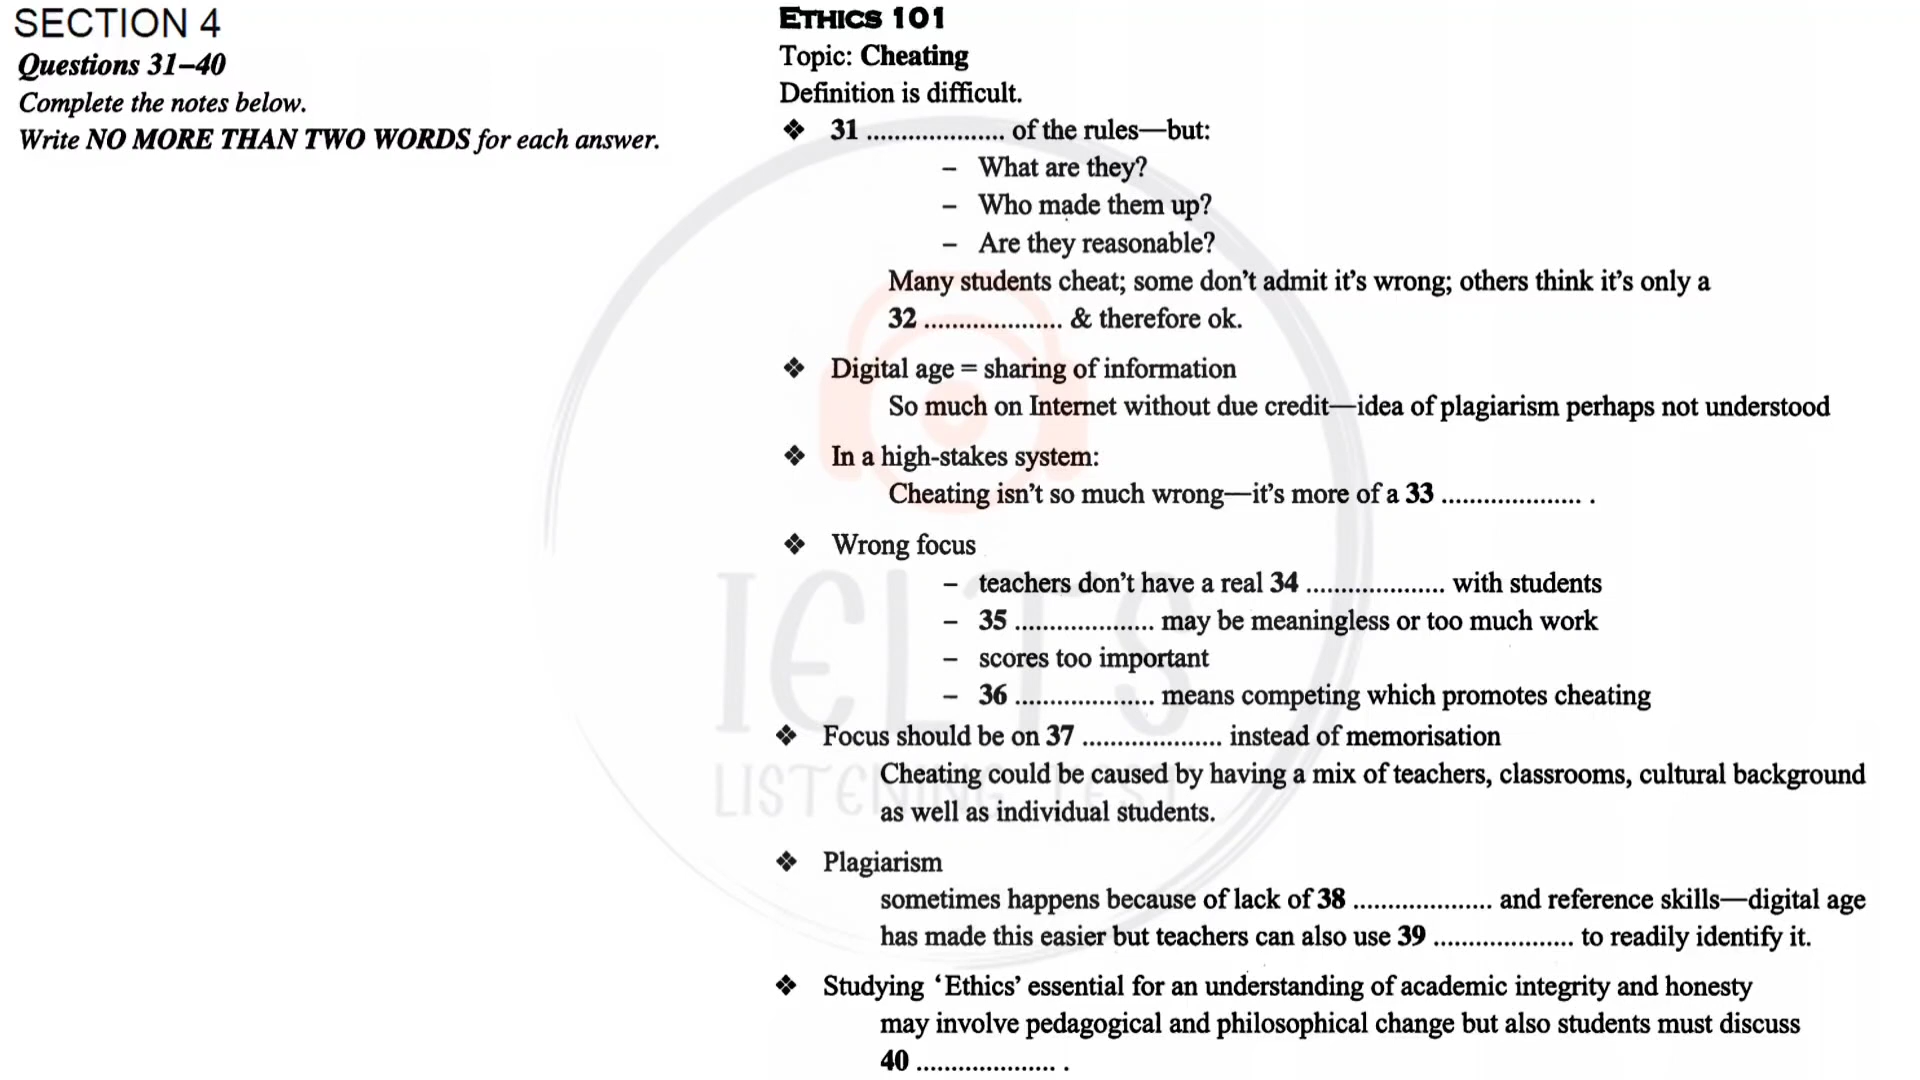 SECTION 4
Questions 31–40
Complete the notes below.
Write NO MORE THAN TWO WORDS for each answer.
ETHICS 101
Topic: Cheating
Definition is difficult.
❖ 31 .................... of the rules—but:
– What are they?
– Who made them up?
– Are they reasonable?
Many students cheat; some don't admit it's wrong; others think it's only a
32 .................... & therefore ok.
❖ Digital age = sharing of information
So much on Internet without due credit—idea of plagiarism perhaps not understood
❖ In a high-stakes system:
Cheating isn't so much wrong—it's more of a 33 .................... .
❖ Wrong focus
– teachers don't have a real 34 .................... with students
– 35 .................... may be meaningless or too much work
– scores too important
– 36 .................... means competing which promotes cheating
❖ Focus should be on 37 .................... instead of memorisation
Cheating could be caused by having a mix of teachers, classrooms, cultural background
as well as individual students.
❖ Plagiarism
sometimes happens because of lack of 38 .................... and reference skills—digital age
has made this easier but teachers can also use 39 .................... to readily identify it.
❖ Studying ‘Ethics’ essential for an understanding of academic integrity and honesty
may involve pedagogical and philosophical change but also students must discuss
40 .................... .
IELTS
LISTENING TEST